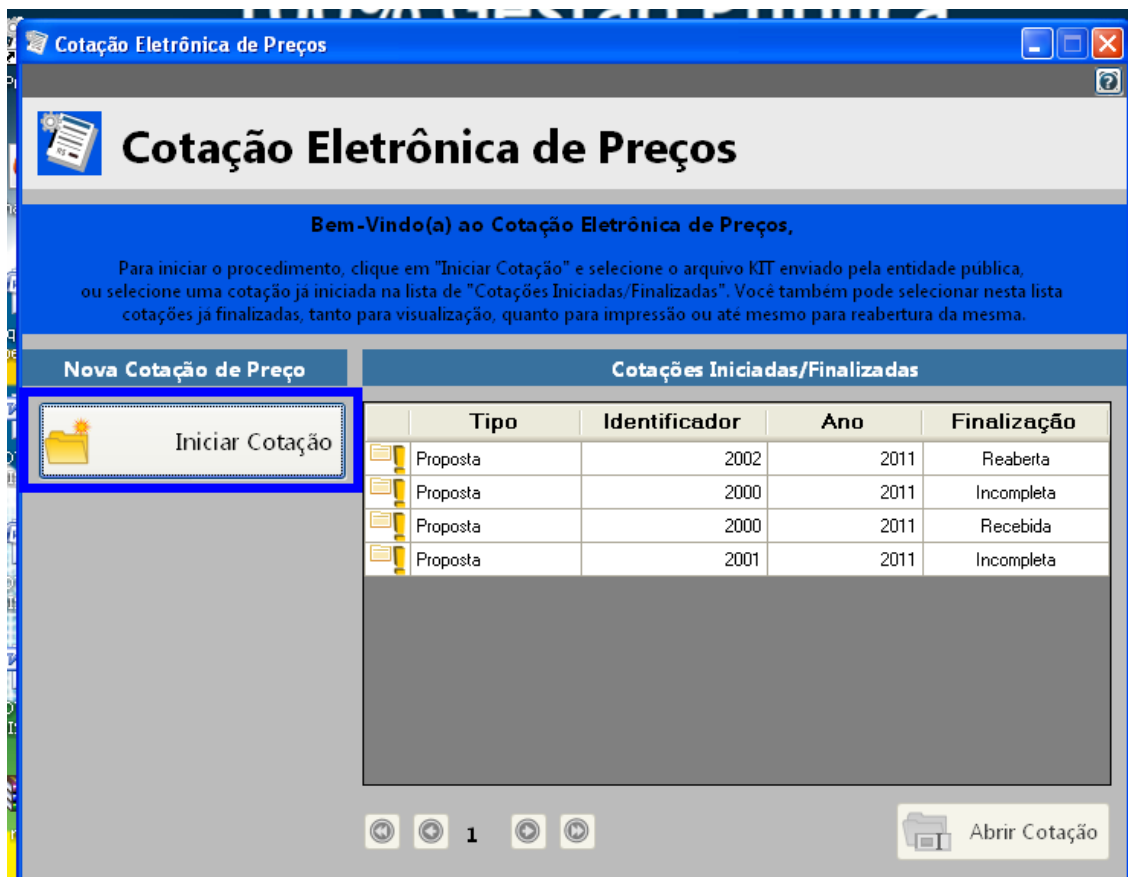 100% Gestão Pública
Cotação Eletrônica de Preços
Cotação Eletrônica de Preços
Bem-Vindo(a) ao Cotação Eletrônica de Preços,
Para iniciar o procedimento, clique em "Iniciar Cotação" e selecione o arquivo KIT enviado pela entidade pública,
ou selecione uma cotação já iniciada na lista de "Cotações Iniciadas/Finalizadas". Você também pode selecionar nesta lista
cotações já finalizadas, tanto para visualização, quanto para impressão ou até mesmo para reabertura da mesma.
Nova Cotação de Preço
Cotações Iniciadas/Finalizadas
Iniciar Cotação
Tipo Identificador Ano Finalização
Proposta 2002 2011 Reaberta
Proposta 2000 2011 Incompleta
Proposta 2000 2011 Recebida
Proposta 2001 2011 Incompleta
1
Abrir Cotação